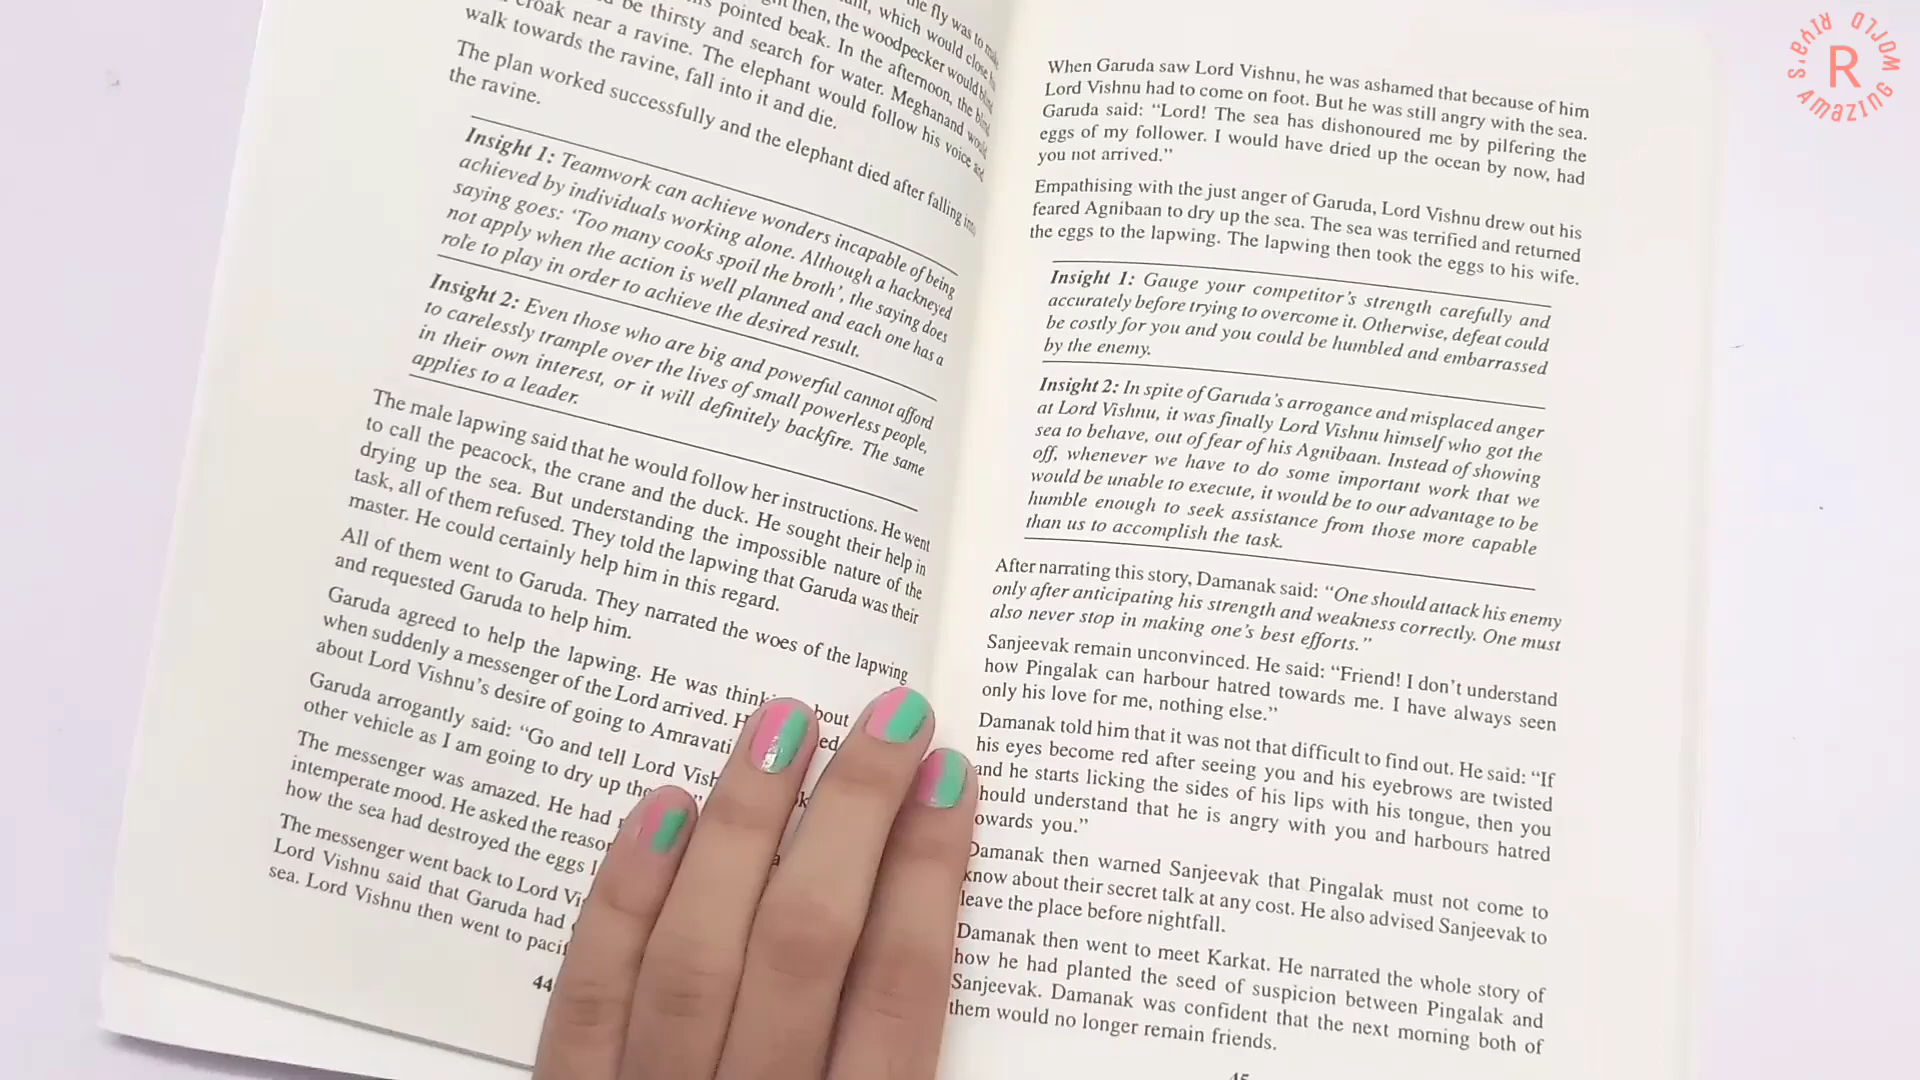 the fly was to make
which would close his
then, the woodpecker would blind
pointed beak. In the afternoon, the blind
be thirsty and search for water. Meghanand would
croak near a ravine. The elephant would follow his voice and
walk towards the ravine, fall into it and die.
The plan worked successfully and the elephant died after falling into
the ravine.
Insight 1: Teamwork can achieve wonders incapable of being
achieved by individuals working alone. Although a hackneyed
saying goes: ‘Too many cooks spoil the broth’, the saying does
not apply when the action is well planned and each one has a
role to play in order to achieve the desired result.
Insight 2: Even those who are big and powerful cannot afford
to carelessly trample over the lives of small powerless people,
in their own interest, or it will definitely backfire. The same
applies to a leader.
The male lapwing said that he would follow her instructions. He went
to call the peacock, the crane and the duck. He sought their help in
drying up the sea. But understanding the impossible nature of the
task, all of them refused. They told the lapwing that Garuda was their
master. He could certainly help him in this regard.
All of them went to Garuda. They narrated the woes of the lapwing
and requested Garuda to help him.
Garuda agreed to help the lapwing. He was about
when suddenly a messenger of the Lord arrived.
about Lord Vishnu’s desire of going to Amravati
Garuda arrogantly said: “Go and tell Lord
other vehicle as I am going to dry up
The messenger was amazed. He had
intemperate mood. He asked the
how the sea had destroyed the eggs
The messenger went back to Lord
Lord Vishnu said that Garuda had
sea. Lord Vishnu then went to
44
When Garuda saw Lord Vishnu, he was ashamed that because of him
Lord Vishnu had to come on foot. But he was still angry with the sea.
Garuda said: “Lord! The sea has dishonoured me by pilfering the
eggs of my follower. I would have dried up the ocean by now, had
you not arrived.”
Empathising with the just anger of Garuda, Lord Vishnu drew out his
feared Agnibaan to dry up the sea. The sea was terrified and returned
the eggs to the lapwing. The lapwing then took the eggs to his wife.
Insight 1: Gauge your competitor’s strength carefully and
accurately before trying to overcome it. Otherwise, defeat could
be costly for you and you could be humbled and embarrassed
by the enemy.
Insight 2: In spite of Garuda’s arrogance and misplaced anger
at Lord Vishnu, it was finally Lord Vishnu himself who got the
sea to behave, out of fear of his Agnibaan. Instead of showing
off, whenever we have to do some important work that we
would be unable to execute, it would be to our advantage to be
humble enough to seek assistance from those more capable
than us to accomplish the task.
After narrating this story, Damanak said: “One should attack his enemy
only after anticipating his strength and weakness correctly. One must
also never stop in making one’s best efforts.”
Sanjeevak remain unconvinced. He said: “Friend! I don’t understand
how Pingalak can harbour hatred towards me. I have always seen
only his love for me, nothing else.”
Damanak told him that it was not that difficult to find out. He said: “If
his eyes become red after seeing you and his eyebrows are twisted
and he starts licking the sides of his lips with his tongue, then you
should understand that he is angry with you and harbours hatred
towards you.”
Damanak then warned Sanjeevak that Pingalak must not come to
know about their secret talk at any cost. He also advised Sanjeevak to
leave the place before nightfall.
Damanak then went to meet Karkat. He narrated the whole story of
how he had planted the seed of suspicion between Pingalak and
Sanjeevak. Damanak was confident that the next morning both of
them would no longer remain friends.
45
RIYA'S AMAZING WORLD
R